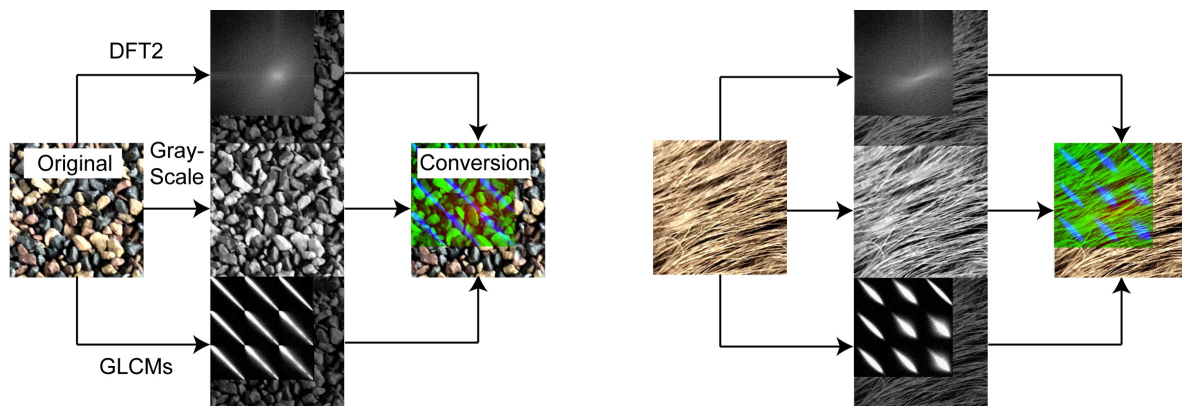 DFT2
Original
Gray-
Scale
Conversion
GLCMs